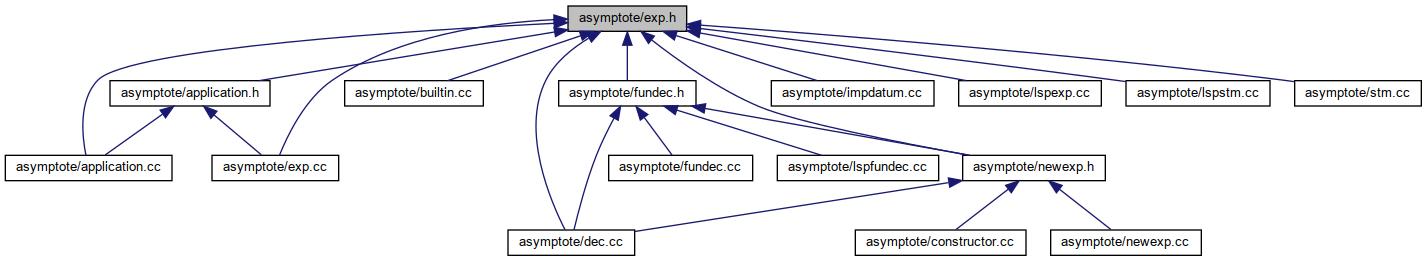 asymptote/exp.h
asymptote/application.h
asymptote/builtin.cc
asymptote/fundec.h
asymptote/impdatum.cc
asymptote/lspexp.cc
asymptote/lspstm.cc
asymptote/stm.cc
asymptote/application.cc
asymptote/exp.cc
asymptote/fundec.cc
asymptote/lspfundec.cc
asymptote/newexp.h
asymptote/dec.cc
asymptote/constructor.cc
asymptote/newexp.cc